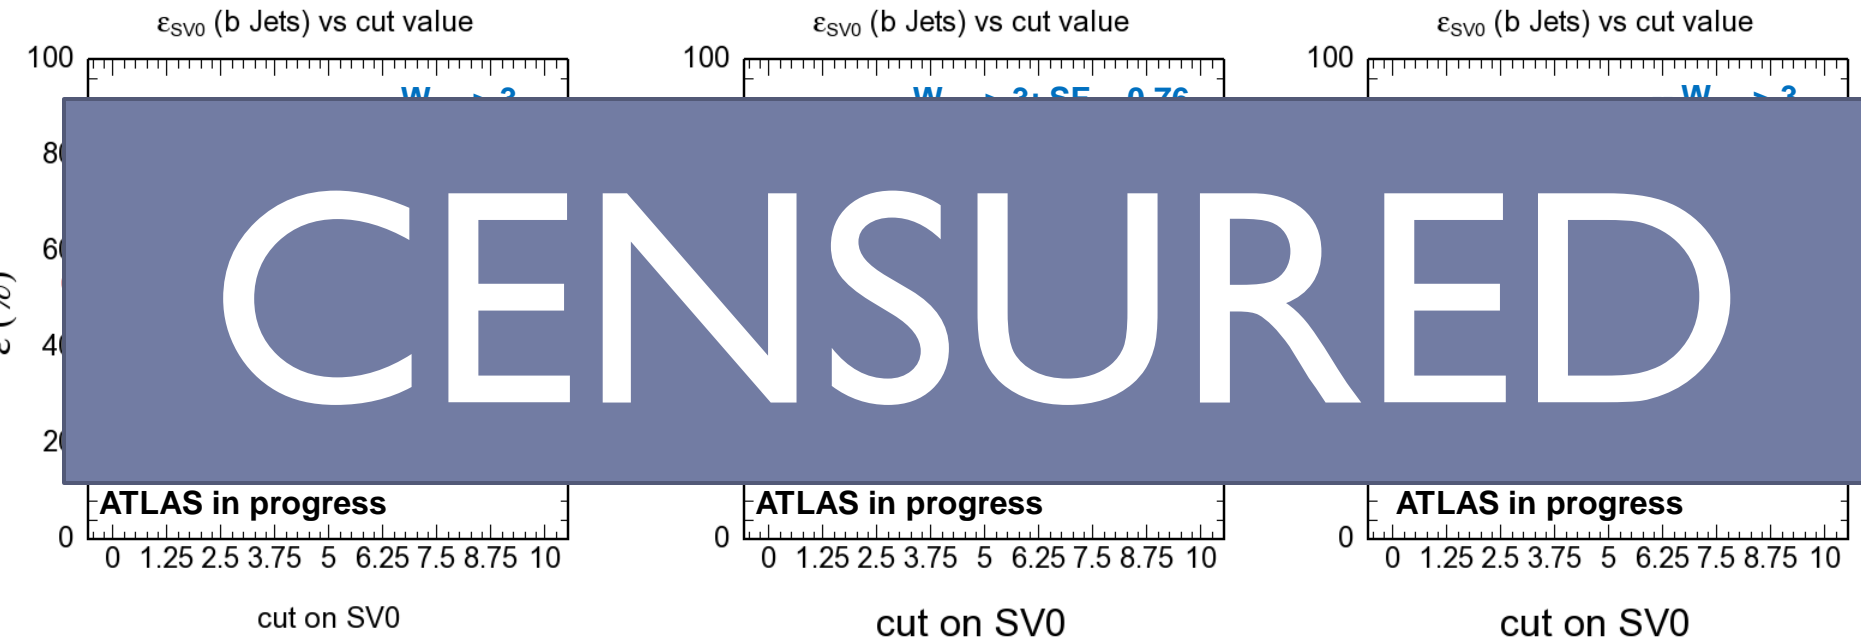 εSV0 (b Jets) vs cut value
100
ATLAS in progress
0
0 1.25 2.5 3.75 5 6.25 7.5 8.75 10
cut on SV0
εSV0 (b Jets) vs cut value
100
ATLAS in progress
0
0 1.25 2.5 3.75 5 6.25 7.5 8.75 10
cut on SV0
εSV0 (b Jets) vs cut value
100
ATLAS in progress
0
0 1.25 2.5 3.75 5 6.25 7.5 8.75 10
cut on SV0
CENSURED